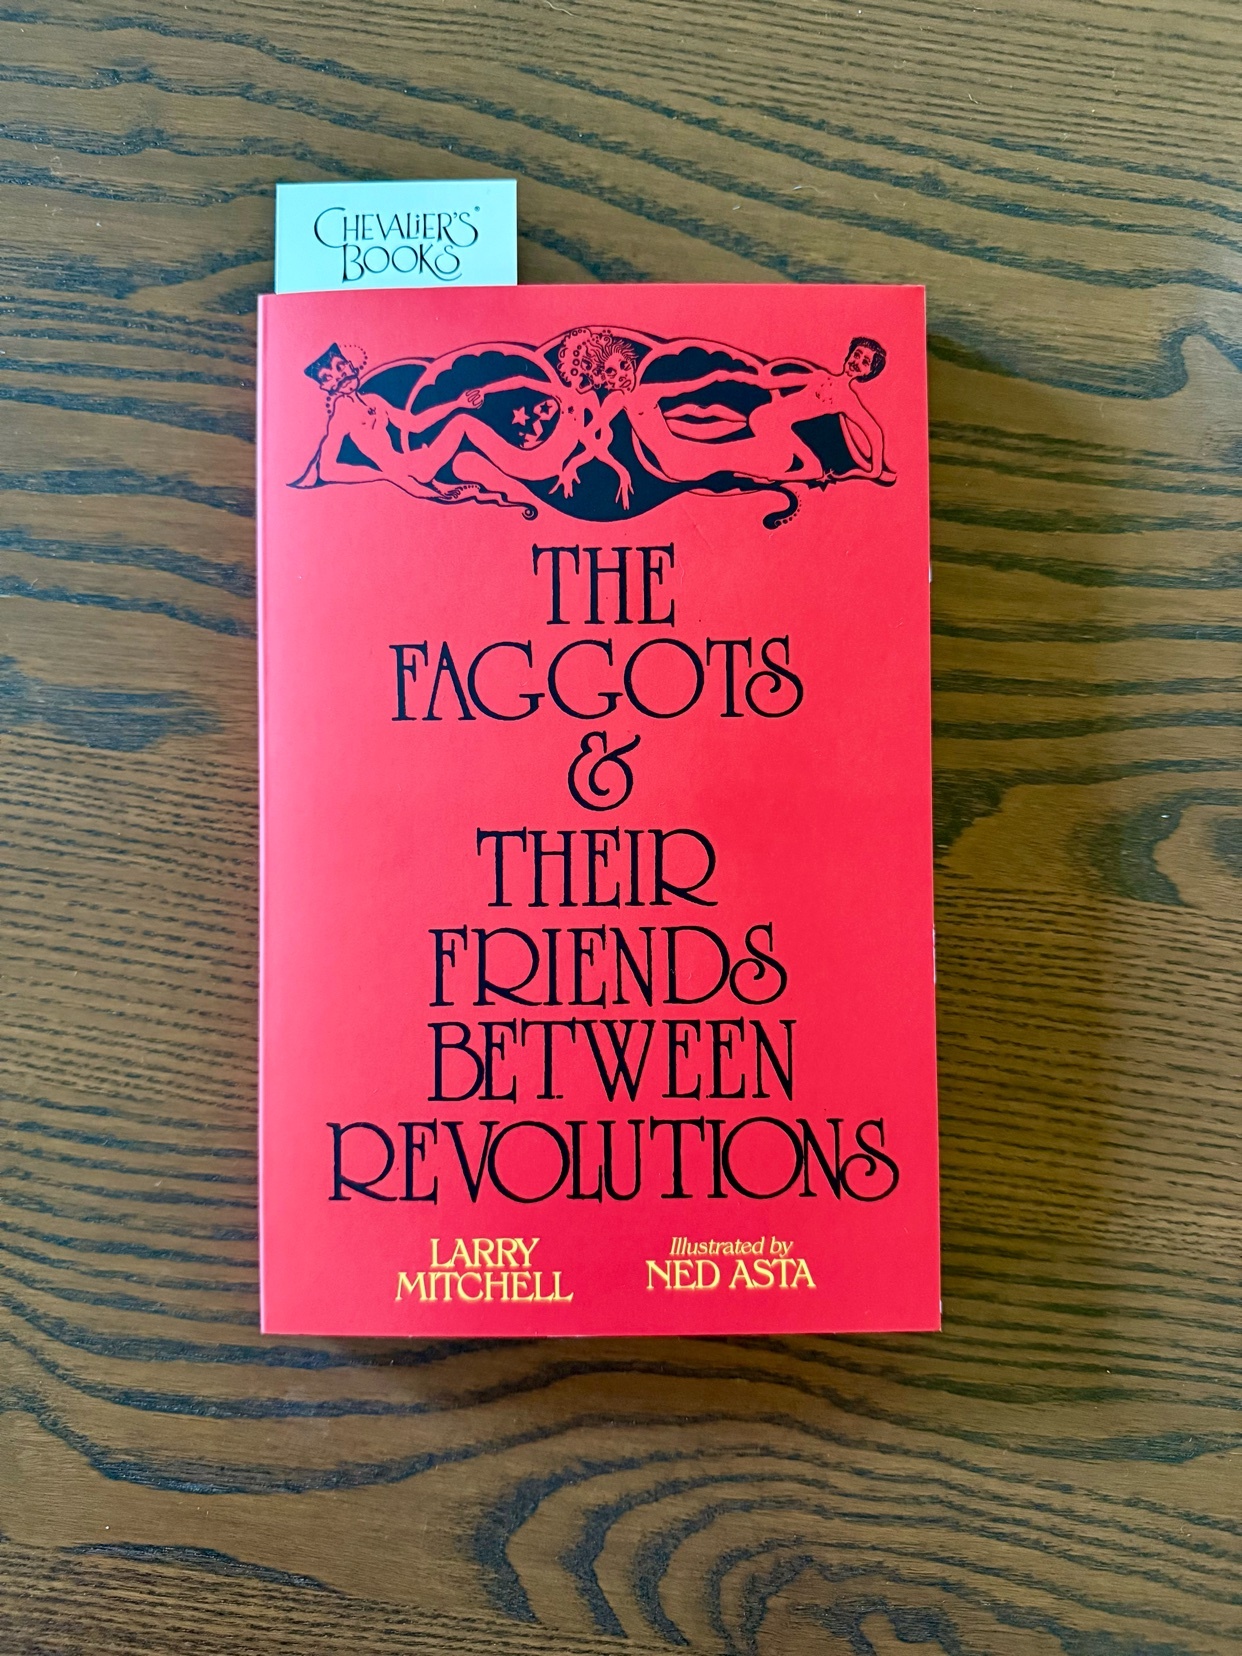 CHEVALiER'S®
BOOKS
THE
FAGGOTS
&
THEIR
FRIENDS
BETWEEN
REVOLUTIONS
LARRY
MITCHELL
Illustrated by
NED ASTA